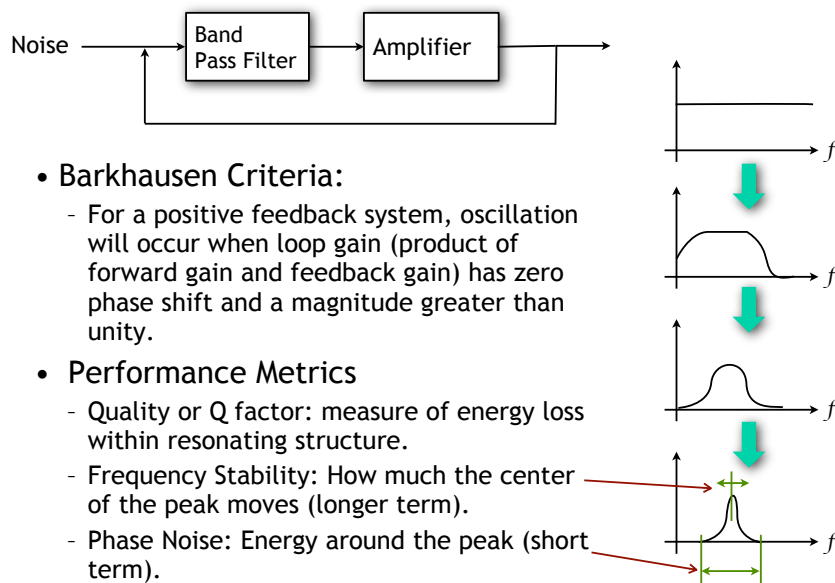 Noise
Band
Pass Filter
Amplifier
f
• Barkhausen Criteria:
- For a positive feedback system, oscillation
will occur when loop gain (product of
forward gain and feedback gain) has zero
phase shift and a magnitude greater than
unity.
f
• Performance Metrics
f
- Quality or Q factor: measure of energy loss
within resonating structure.
- Frequency Stability: How much the center
of the peak moves (longer term).
- Phase Noise: Energy around the peak (short
term).
f